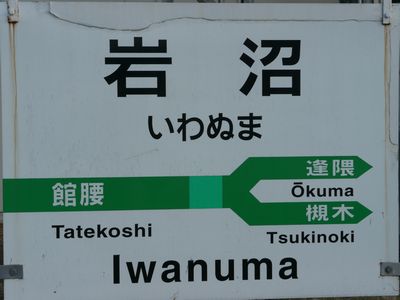 岩沼
いわぬま
館腰
逢隈
Ōkuma
槻木
Tatekoshi
Tsukinoki
Iwanuma